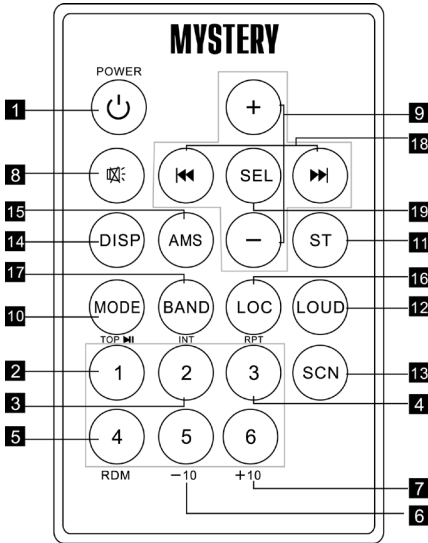 MYSTERY
POWER
1
+
9
18
8
SEL
15
19
14
DISP
AMS
−
ST
11
17
16
10
MODE
BAND
LOC
LOUD
12
TOP
INT
RPT
2
1
2
3
SCN
13
3
4
5
4
5
6
RDM
−10
+10
7
6